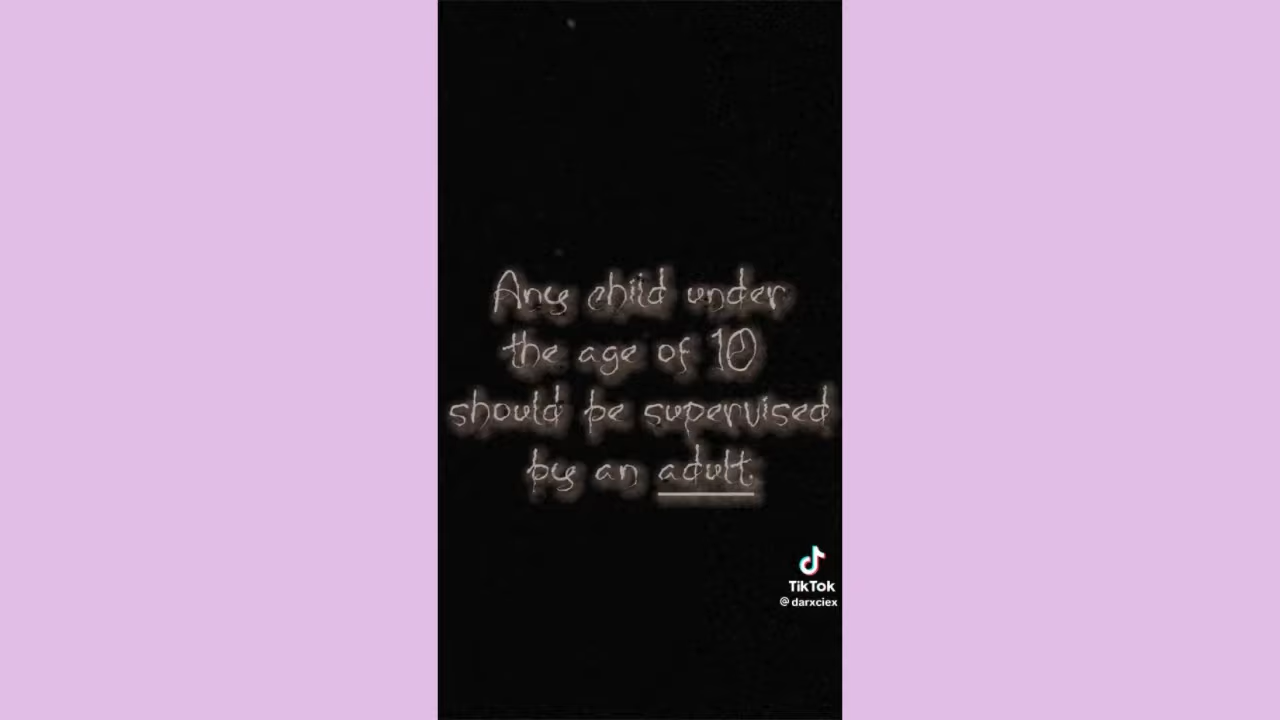 Any child under
the age of 10
should be supervised
by an adult.
TikTok
@darxciex